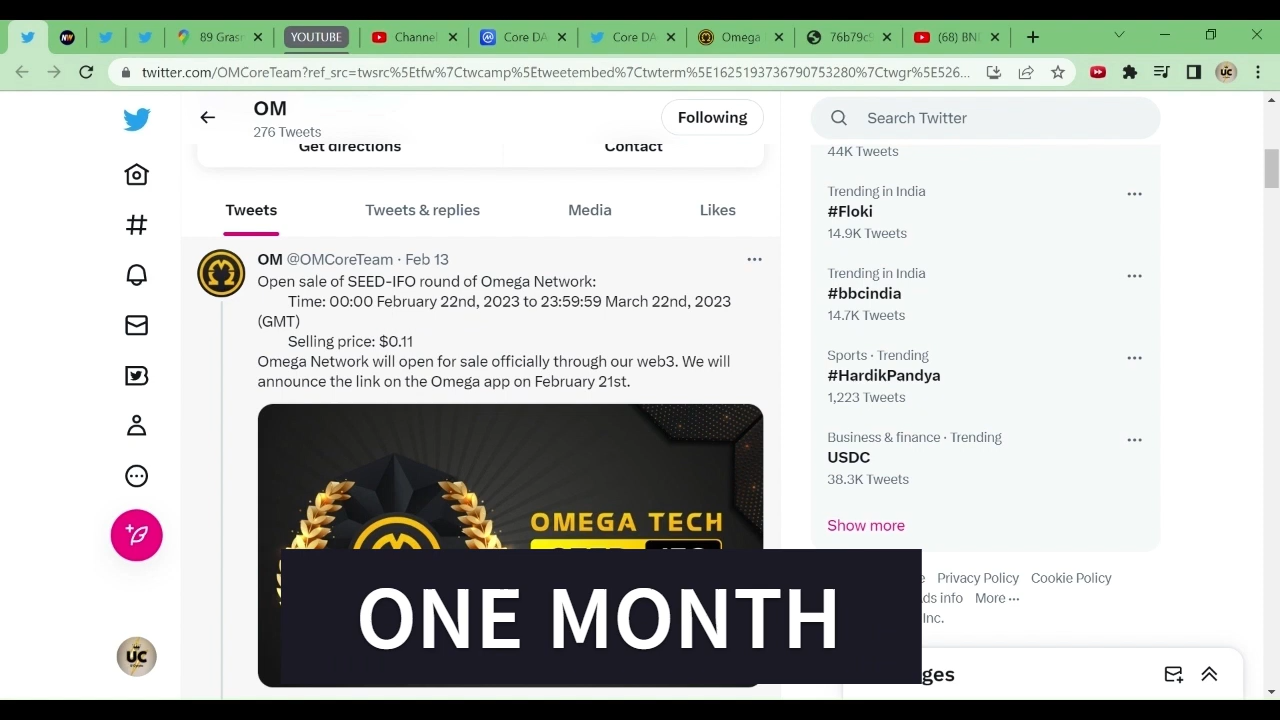 89 Gras
YOUTUBE
Channel
Core DA
Core DA
Omega
76b79c
(68) BN
twitter.com/OMCoreTeam?ref_src=twsrc%5Etfw%7Ctwcamp%5Etweetembed%7Ctwterm%5E1625193736790753280%7Ctwgr%5E526...
UC
OM
276 Tweets
Following
Search Twitter
Get directions
Contact
44K Tweets
Tweets
Tweets & replies
Media
Likes
Trending in India
#Floki
14.9K Tweets
OM @OMCoreTeam · Feb 13
Open sale of SEED-IFO round of Omega Network:
Time: 00:00 February 22nd, 2023 to 23:59:59 March 22nd, 2023
(GMT)
Selling price: $0.11
Omega Network will open for sale officially through our web3. We will
announce the link on the Omega app on February 21st.
Trending in India
#bbcindia
14.7K Tweets
Sports · Trending
#HardikPandya
1,223 Tweets
Business & finance · Trending
USDC
38.3K Tweets
Show more
OMEGA TECH
ONE MONTH
Privacy Policy
Cookie Policy
ds info
More ···
Inc.
ges
UC